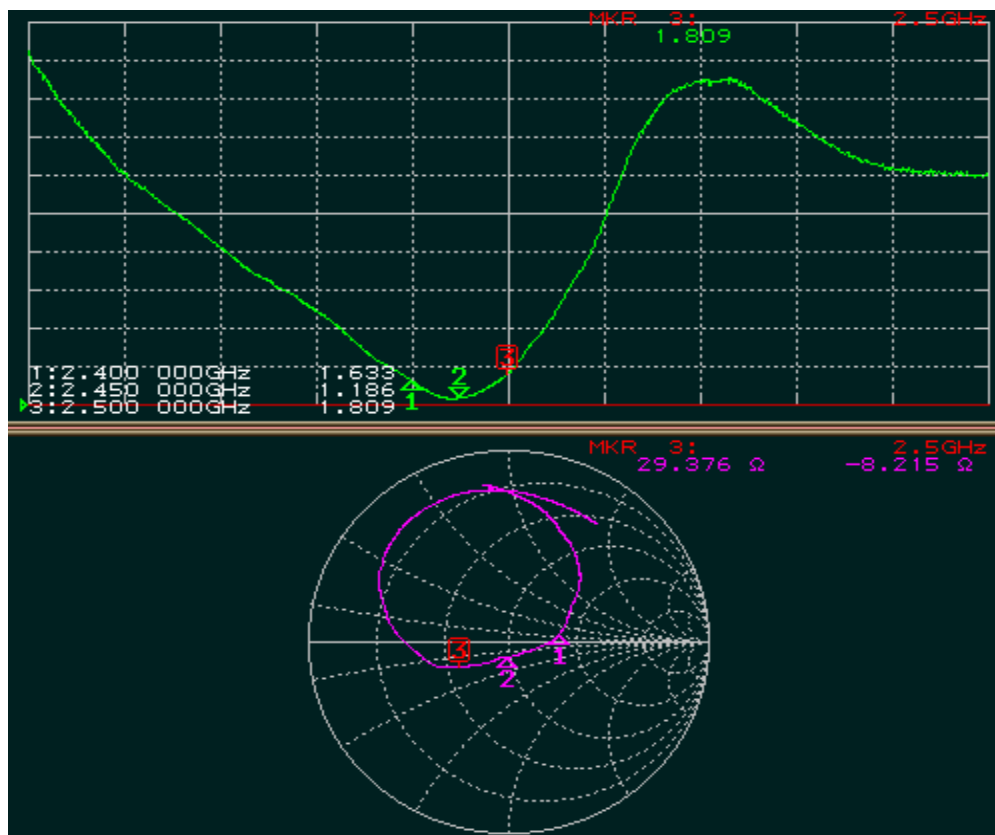 MKR 3: 2.5GHz
1.809
3
1:2.400 000GHz 1.633
2:2.450 000GHz 1.186
3:2.500 000GHz 1.809
2
1
MKR 3: 2.5GHz
29.376 Ω -8.215 Ω
3
1
2